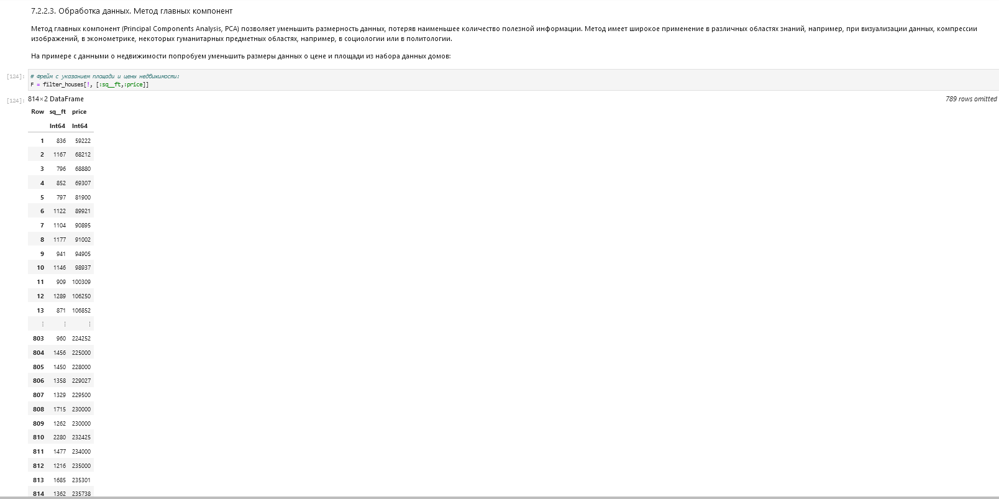 7.2.2.3. Обработка данных. Метод главных компонент
Метод главных компонент (Principal Components Analysis, PCA) позволяет уменьшить размерность данных, потеряв наименьшее количество полезной информации. Метод имеет широкое применение в различных областях знаний, например, при визуализации данных, компрессии
изображений, в эконометрике, некоторых гуманитарных предметных областях, например, в социологии или в политологии.
На примере с данными о недвижимости попробуем уменьшить размеры данных о цене и площади из набора данных домов:
[124]: # Фрейм с указанием площади и цены недвижимости:
F = filter_houses[!, [:sq__ft,:price]]
[124]: 814×2 DataFrame 789 rows omitted
Row sq__ft price
Int64 Int64
1 836 59222
2 1167 68212
3 796 68880
4 852 69307
5 797 81900
6 1122 89921
7 1104 90895
8 1177 91002
9 941 94905
10 1146 98937
11 909 100309
12 1289 106250
13 871 106852
⋮ ⋮ ⋮
803 960 224252
804 1456 225000
805 1450 228000
806 1358 229027
807 1329 229500
808 1715 230000
809 1262 230000
810 2280 232425
811 1477 234000
812 1216 235000
813 1685 235301
814 1362 235738